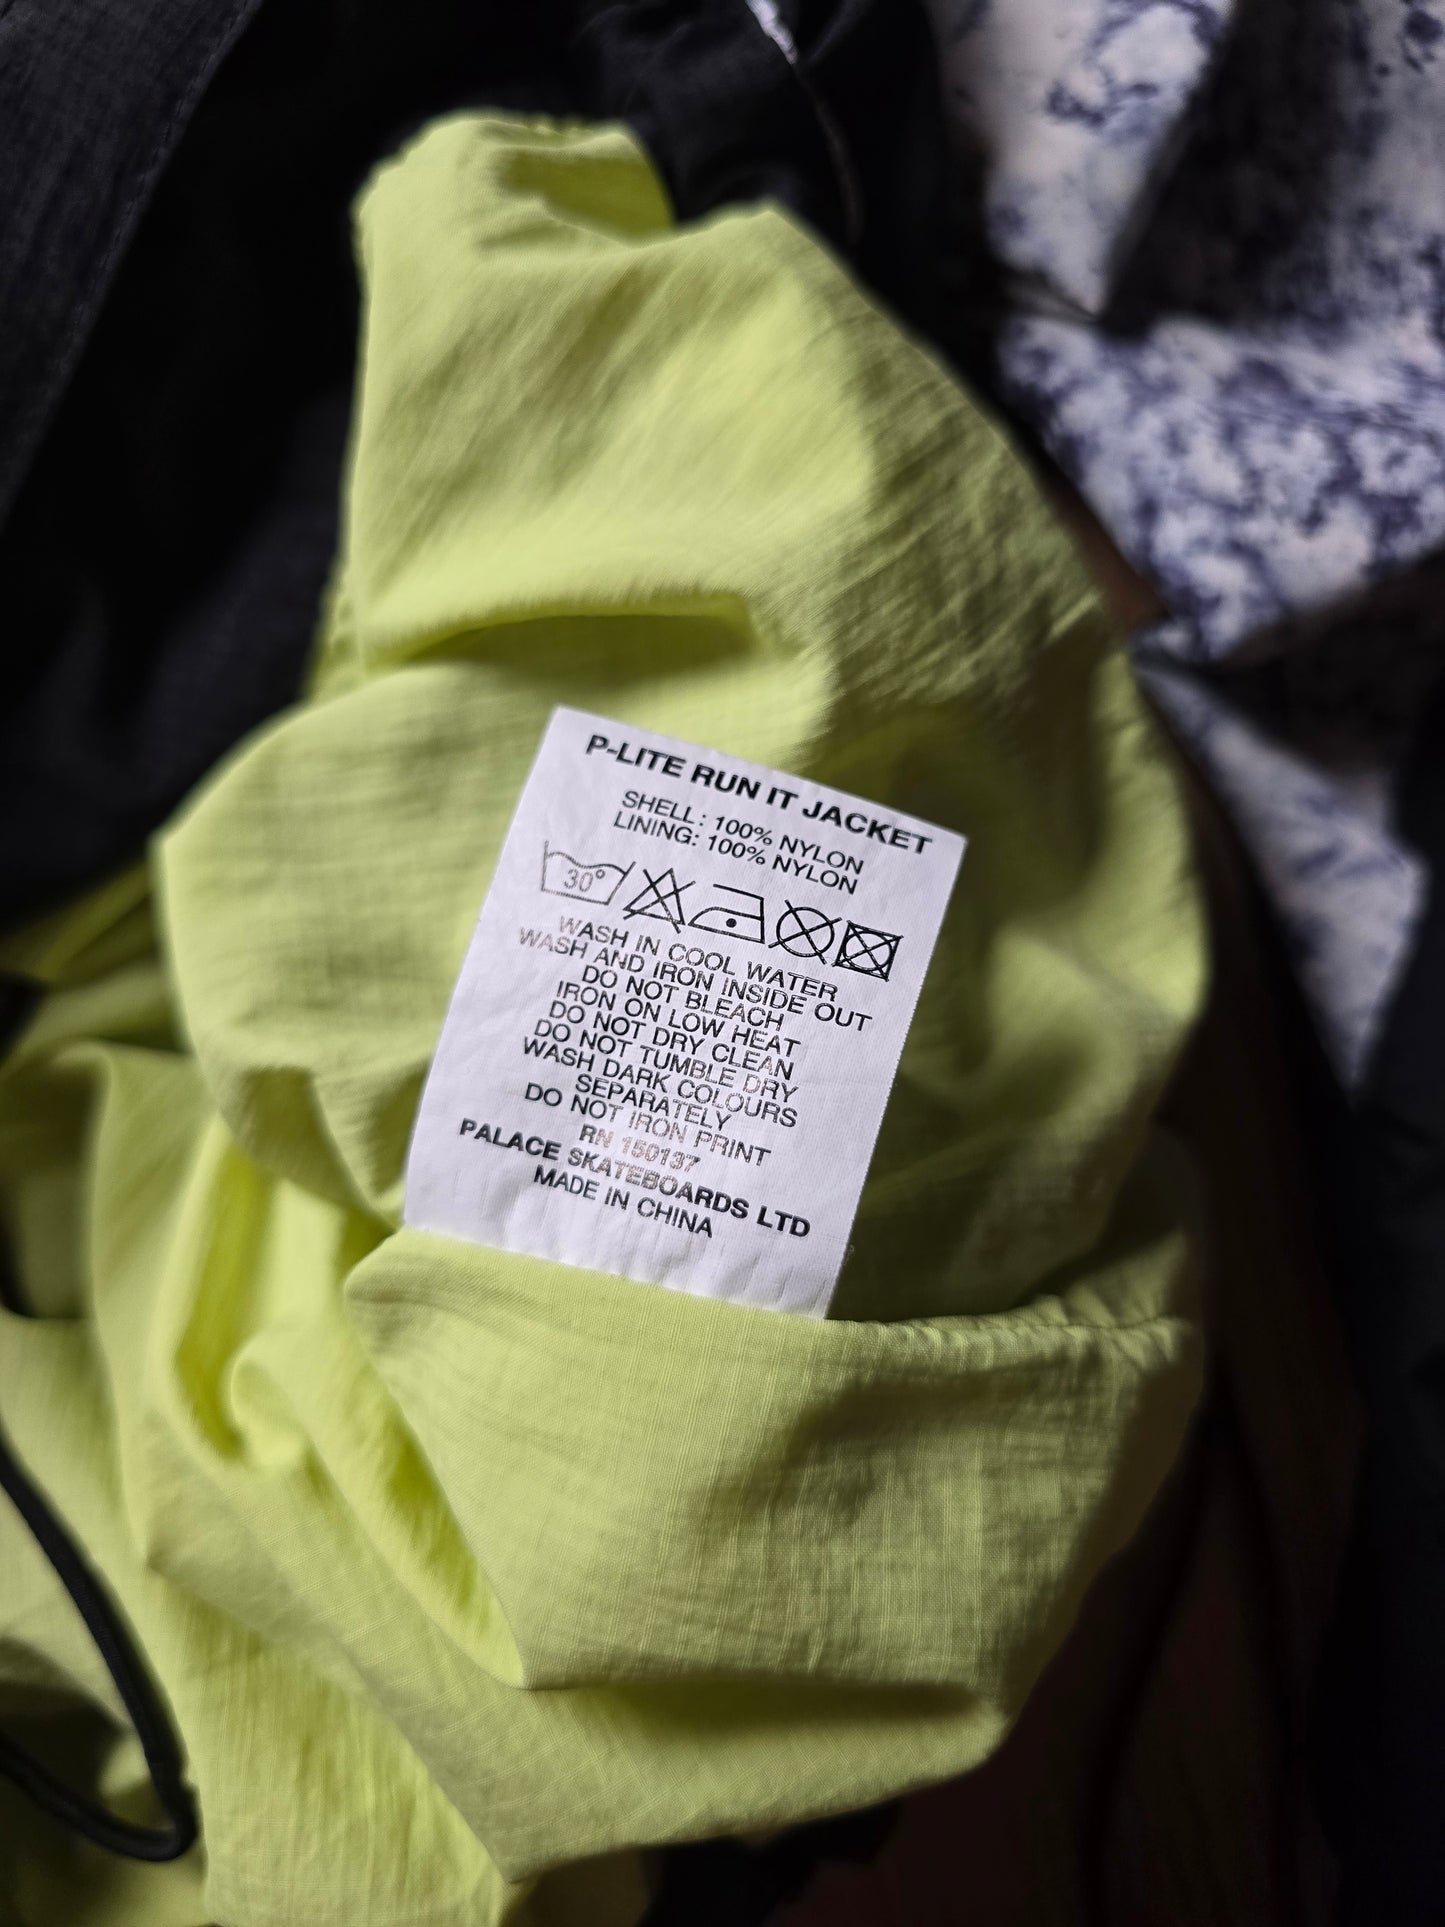 P-LITE RUN IT JACKET
SHELL: 100% NYLON
LINING: 100% NYLON
30°
WASH IN COOL WATER
WASH AND IRON INSIDE OUT
DO NOT BLEACH
IRON ON LOW HEAT
DO NOT DRY CLEAN
DO NOT TUMBLE DRY
WASH DARK COLOURS
SEPARATELY
DO NOT IRON PRINT
RN 150137
PALACE SKATEBOARDS LTD
MADE IN CHINA